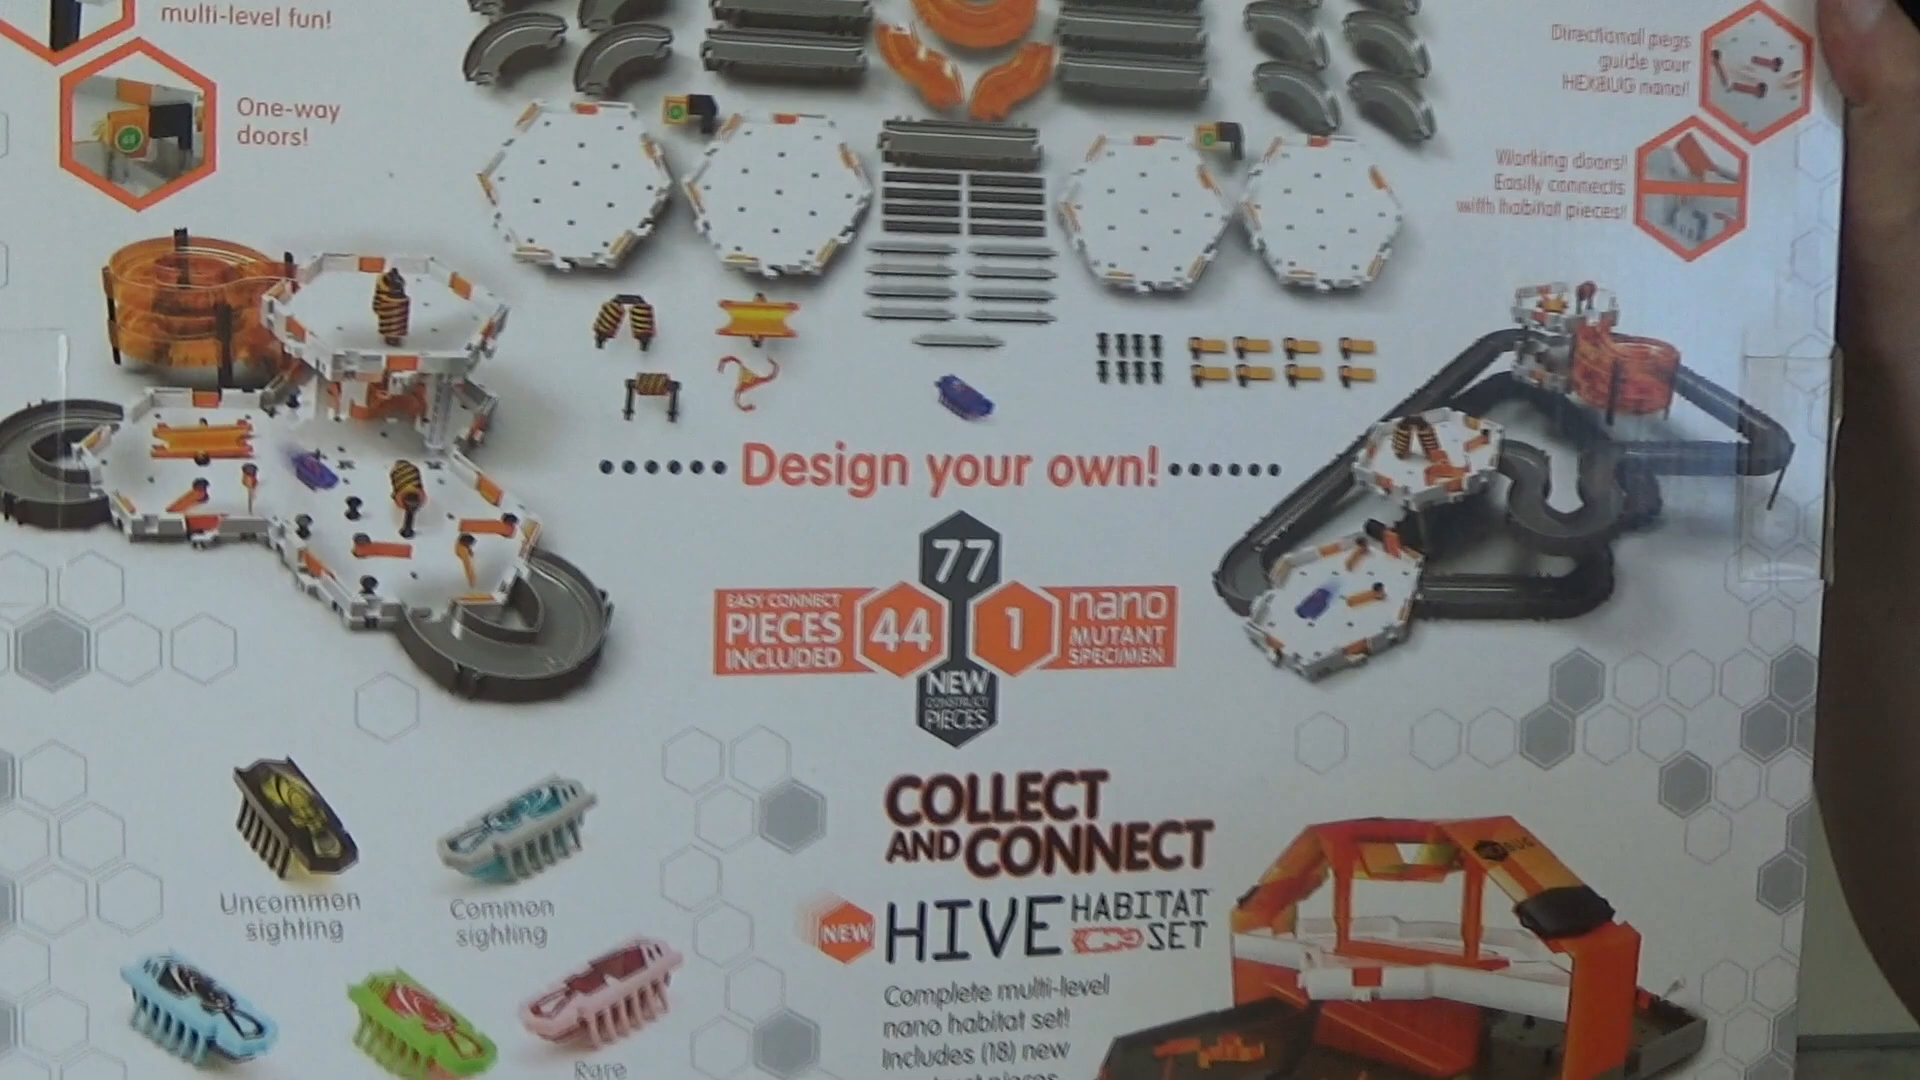 multi-level fun!
One-way
doors!
Directional pegs
guide your
HEXBUG nano!
Working doors!
Easily connects
with habitat pieces!
Design your own!
77
EASY CONNECT
PIECES
INCLUDED
44
1
nano
MUTANT
SPECIMEN
NEW
CONSTRUCT
PIECES
Uncommon
sighting
Common
sighting
Rare
COLLECT
AND CONNECT
NEW
HIVE HABITAT
SET
Complete multi-level
nano habitat set!
Includes (18) new